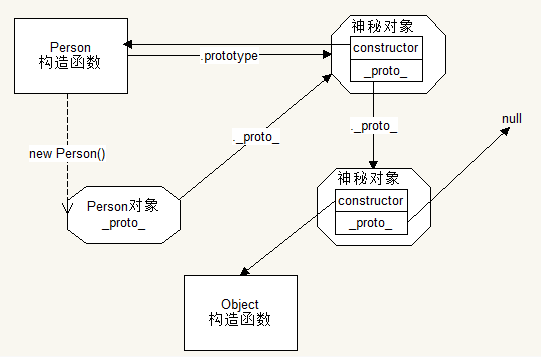 Person
构造函数
.prototype
神秘对象
constructor
_proto_
new Person()
._proto_
._proto_
null
Person对象
_proto_
神秘对象
constructor
_proto_
Object
构造函数